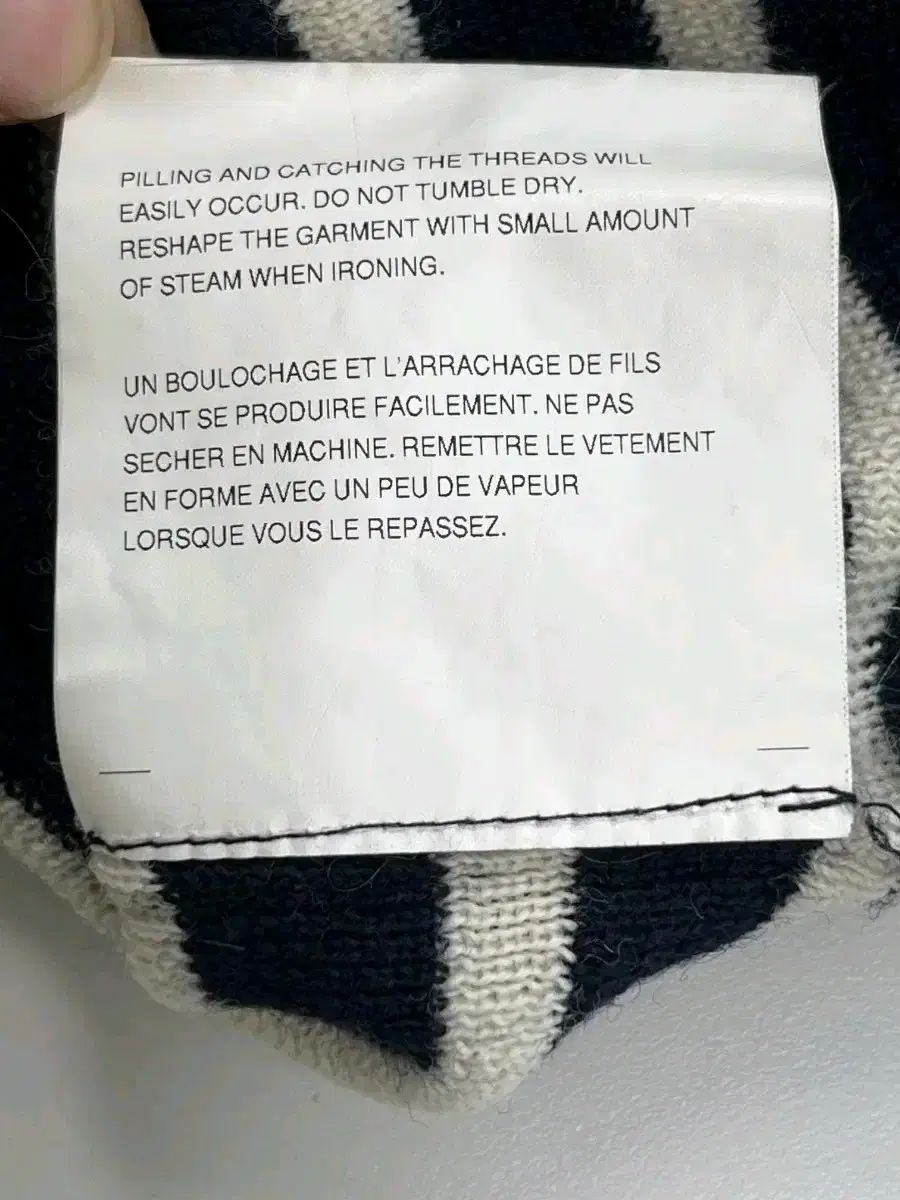 PILLING AND CATCHING THE THREADS WILL
EASILY OCCUR. DO NOT TUMBLE DRY.
RESHAPE THE GARMENT WITH SMALL AMOUNT
OF STEAM WHEN IRONING.
UN BOULOCHAGE ET L'ARRACHAGE DE FILS
VONT SE PRODUIRE FACILEMENT. NE PAS
SECHER EN MACHINE. REMETTRE LE VETEMENT
EN FORME AVEC UN PEU DE VAPEUR
LORSQUE VOUS LE REPASSEZ.